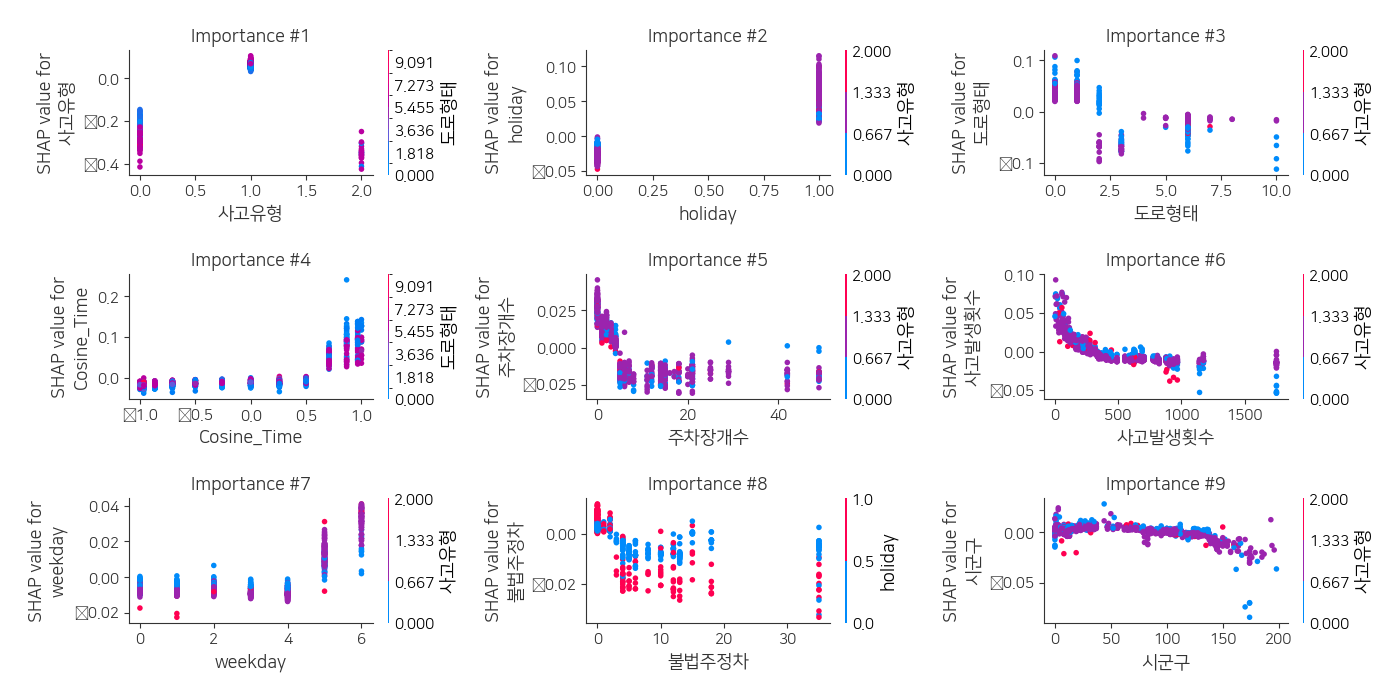 Importance #1
SHAP value for
사고유형
0.0
0.2
0.4
0.0
0.5
1.0
1.5
2.0
사고유형
9.091
7.273
5.455
3.636
1.818
0.000
도로형태
Importance #2
SHAP value for
holiday
0.10
0.05
0.00
0.05
0.00
0.25
0.50
0.75
1.00
holiday
2.000
1.333
0.667
0.000
사고유형
Importance #3
SHAP value for
도로형태
0.1
0.0
0.1
0.0
2.5
5.0
7.5
10.0
도로형태
2.000
1.333
0.667
0.000
사고유형
Importance #4
SHAP value for
Cosine_Time
0.2
0.1
0.0
1.0
0.5
0.0
0.5
1.0
Cosine_Time
9.091
7.273
5.455
3.636
1.818
0.000
도로형태
Importance #5
SHAP value for
주차장개수
0.025
0.000
0.025
0
20
40
주차장개수
2.000
1.333
0.667
0.000
사고유형
Importance #6
SHAP value for
사고발생횟수
0.10
0.05
0.00
0.05
0
500
1000
1500
사고발생횟수
2.000
1.333
0.667
0.000
사고유형
Importance #7
SHAP value for
weekday
0.04
0.02
0.00
0.02
0
2
4
6
weekday
2.000
1.333
0.667
0.000
사고유형
Importance #8
SHAP value for
불법주정차
0.00
0.02
0
10
20
30
불법주정차
1.0
0.5
0.0
holiday
Importance #9
SHAP value for
시군구
0.00
0.05
0
50
100
150
200
시군구
2.000
1.333
0.667
0.000
사고유형